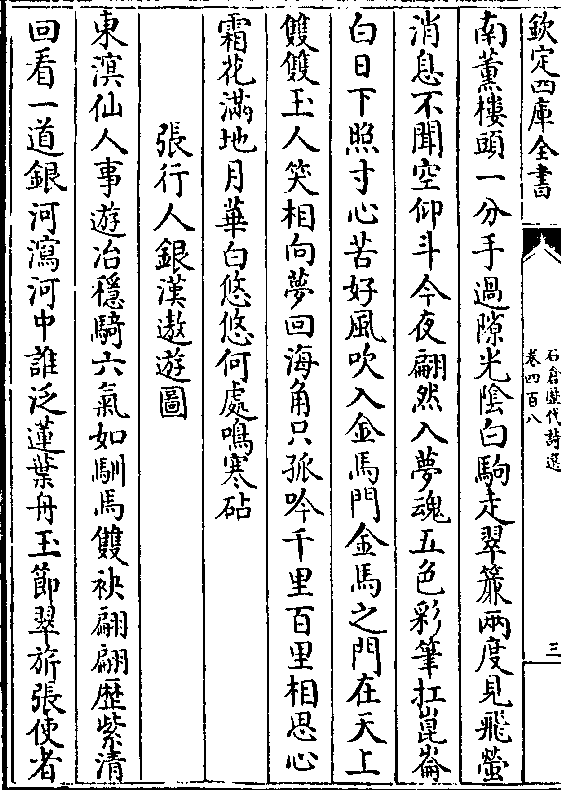 欽定四庫全書
石倉歷代詩選
卷四百八
三
南薰樓頭一分手過隙光陰白駒走翠簾兩度見飛螢
消息不聞空仰斗今夜翩然入夢魂五色彩筆扛崑崙
白日下照寸心苦好風吹入金馬門金馬之門在天上
雙雙玉人笑相向夢回海角只孤吟千里百里相思心
霜花滿地月華白悠悠何處鳴寒砧
張行人銀漢遨遊圖
東溟仙人事遊冶穩騎六氣如馴馬雙袂翩翩歷紫清
回看一道銀河瀉河中誰泛蓮葉舟玉節翠旂張使者